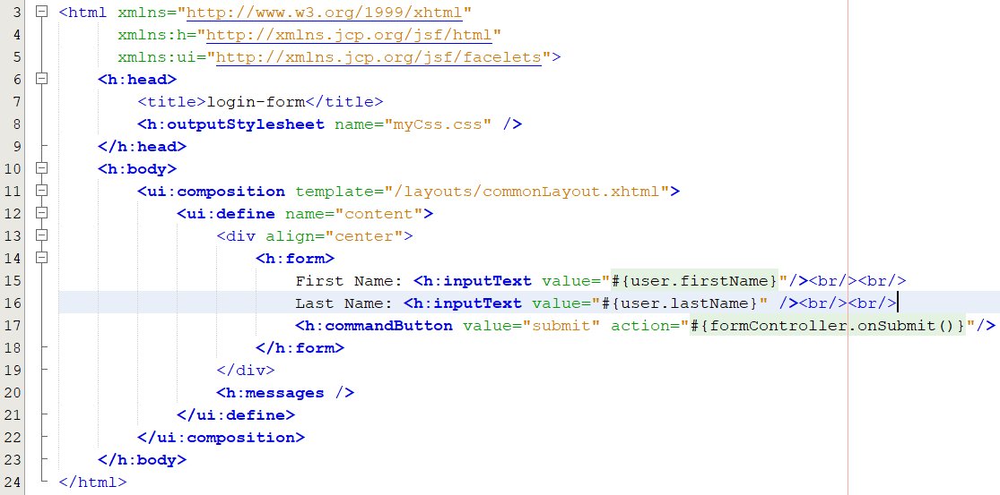 3 <html xmlns="http://www.w3.org/1999/xhtml"
4 xmlns:h="http://xmlns.jcp.org/jsf/html"
5 xmlns:ui="http://xmlns.jcp.org/jsf/facelets">
6 <h:head>
7 <title>login-form</title>
8 <h:outputStylesheet name="myCss.css" />
9 </h:head>
10 <h:body>
11 <ui:composition template="/layouts/commonLayout.xhtml">
12 <ui:define name="content">
13 <div align="center">
14 <h:form>
15 First Name: <h:inputText value="#{user.firstName}"/><br/><br/>
16 Last Name: <h:inputText value="#{user.lastName}" /><br/><br/>
17 <h:commandButton value="submit" action="#{formController.onSubmit()}"/>
18 </h:form>
19 </div>
20 <h:messages />
21 </ui:define>
22 </ui:composition>
23 </h:body>
24 </html>